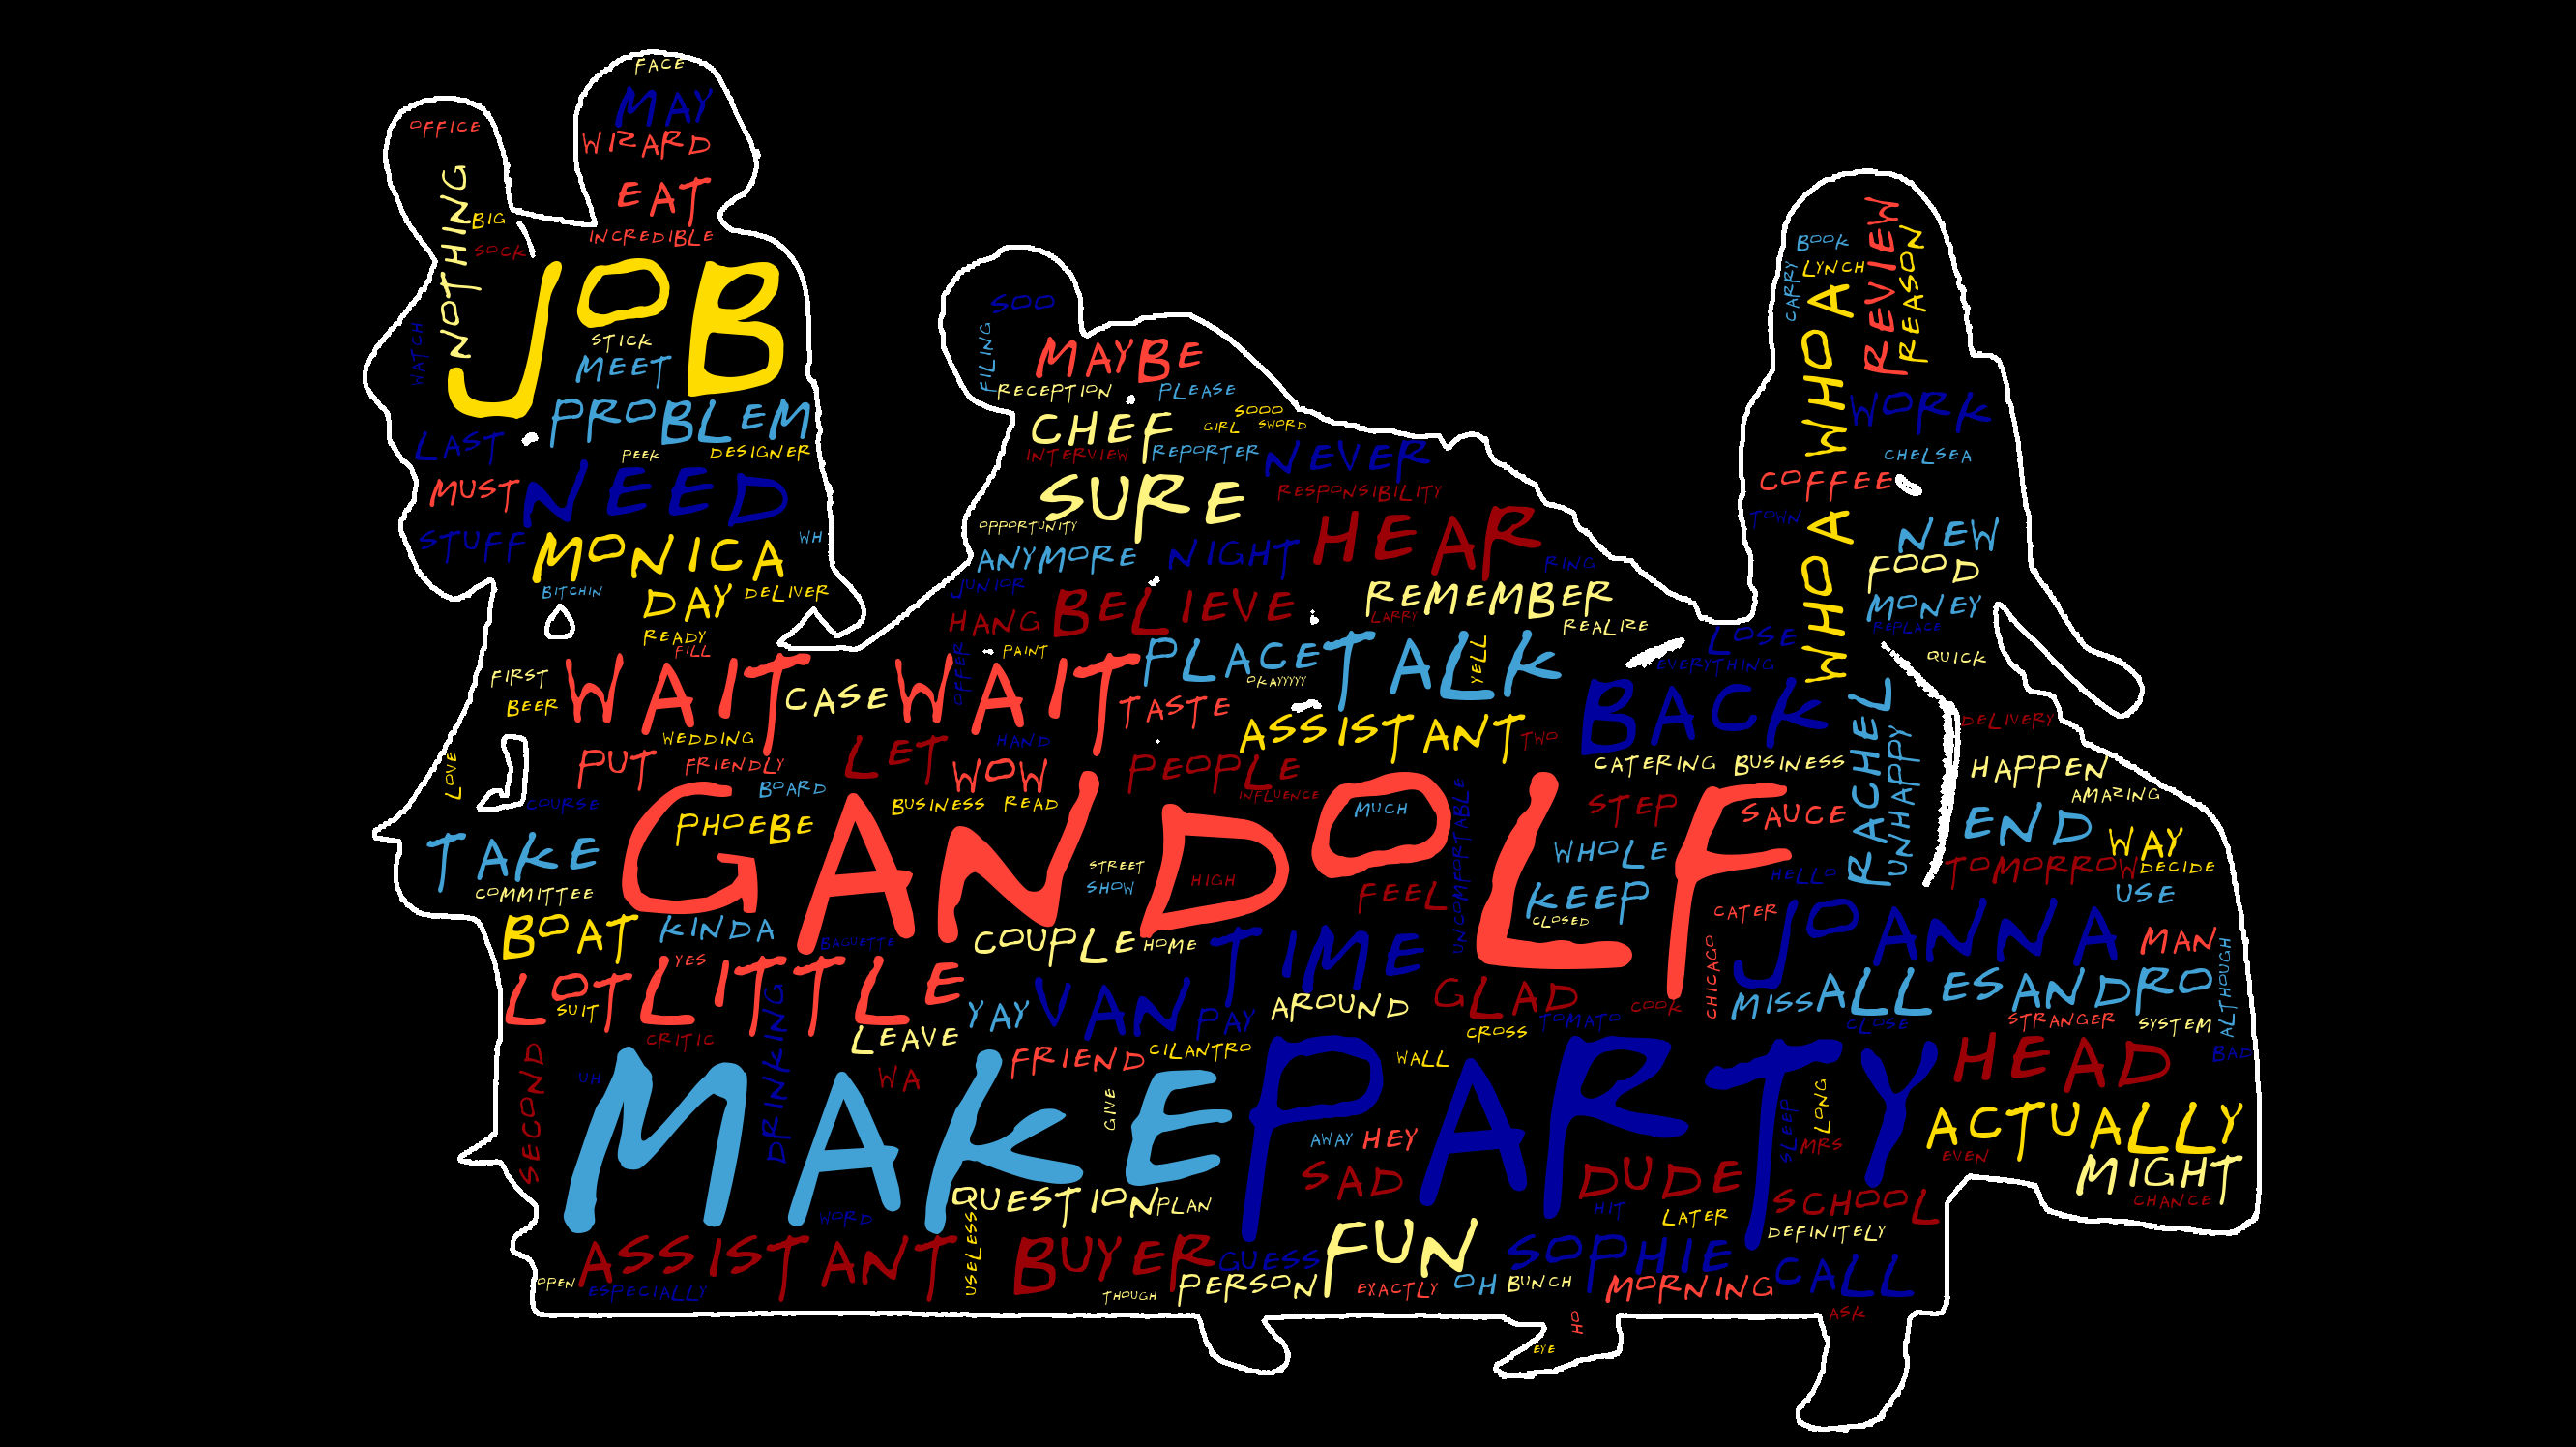 FACE
MAY
OFFICE
WIZARD
EAT
NOTHING
BIG
INCREDIBLE
SOCK
JOB
STICK
WATCH
MEET
PROBLEM
LAST
PEEK DESIGNER
MUST NEED
STUFF MONICA WH
BITCHIN DAY DELIVER
READY
FILL
SOO
FILING
MAYBE
RECEPTION PLEASE
SOOO
CHEF GIRL SWORD
INTERVIEW REPORTER NEVER
SURE RESPONSIBILITY
OPPORTUNITY HEAR
ANYMORE NIGHT RING
JUNIOR
HANG BELIEVE REMEMBER
LARRY REALIZE
BOOK REVIEW
LYNCH REASON
CARRY
WHOA WHOA
WORK
CHELSEA
COFFEE
TOWN NEW
FOOD
MONEY
REPLACE
LOSE
EVERYTHING
QUICK
FIRST WAIT CASE WAIT OFFER PAINT PLACE TALK YELL
OKAYYYYY
BEER TASTE BACK
WEDDING HAND ASSISTANT TWO
LOVE PUT FRIENDLY LET WOW PEOPLE CATERING BUSINESS
RACHEL UNHAPPY
DELIVERY
HAPPEN
AMAZING
COURSE BOARD BUSINESS READ INFLUENCE
PHOEBE GANDOLF MUCH UNCOMFORTABLE STEP SAUCE
END WAY
TAKE STREET WHOLE
COMMITTEE SHOW HIGH FEEL KEEP HELLO TOMORROW DECIDE
CLOSED USE
BOAT KINDA BAGUETTE COUPLE HOME TIME CATER JOANNA MAN
YES CHICAGO ALTHOUGH
LOT LITTLE YAY VAN PAY AROUND GLAD COOK MISS ALLESANDRO
SUIT DRINKING CROSS TOMATO CLOSE STRANGER SYSTEM
CRITIC LEAVE FRIEND CILANTRO WALL HEAD BAD
SECOND UH WA
MAKE GIVE PARTY SLEEP LONG
AWAY HEY MRS ACTUALLY
EVEN
SAD DUDE MIGHT
QUESTION PLAN HIT LATER SCHOOL CHANCE
WORD USELESS DEFINITELY
ASSISTANT BUYER GUESS FUN SOPHIE CALL
OPEN ESPECIALLY THOUGH PERSON EXACTLY OH BUNCH MORNING
HO ASK
EYE